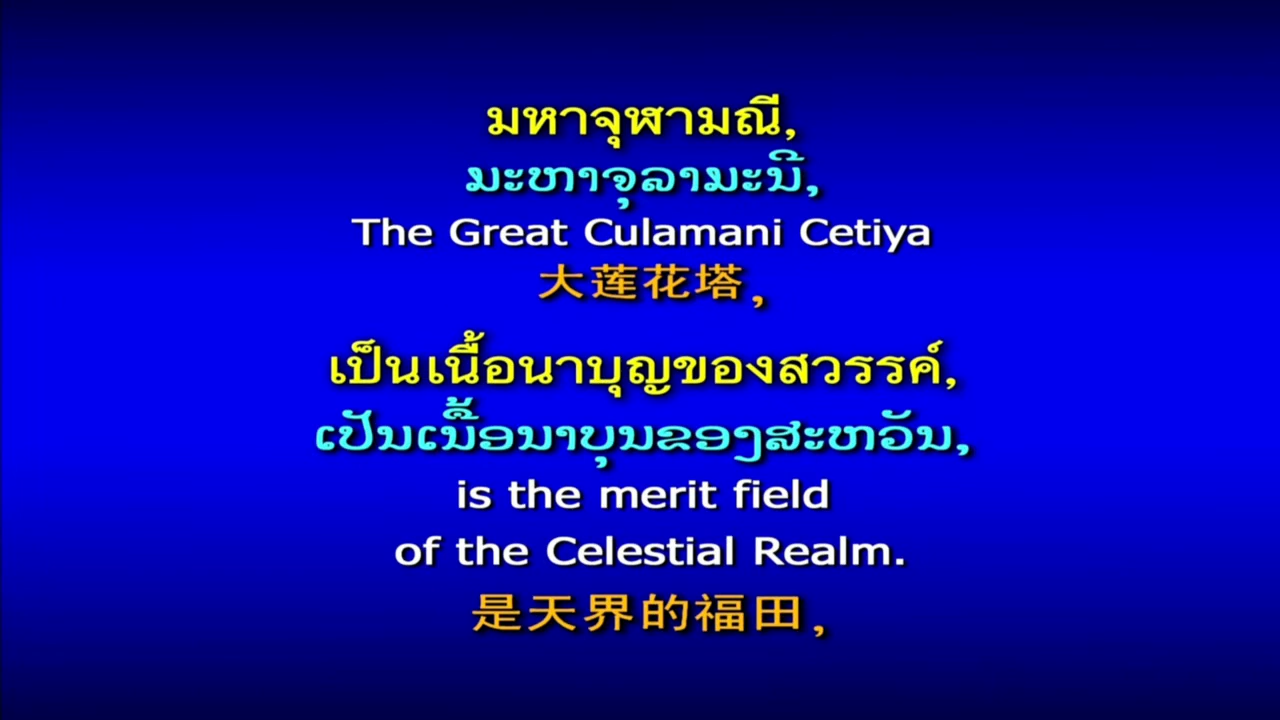 มหาจุฬามณี,
ມະຫາຈຸລາມະນີ,
The Great Culamani Cetiya
大莲花塔,
เป็นเนื้อนาบุญของสวรรค์,
ເປັນເນື້ອນາບຸນຂອງສະຫວັນ,
is the merit field
of the Celestial Realm.
是天界的福田,